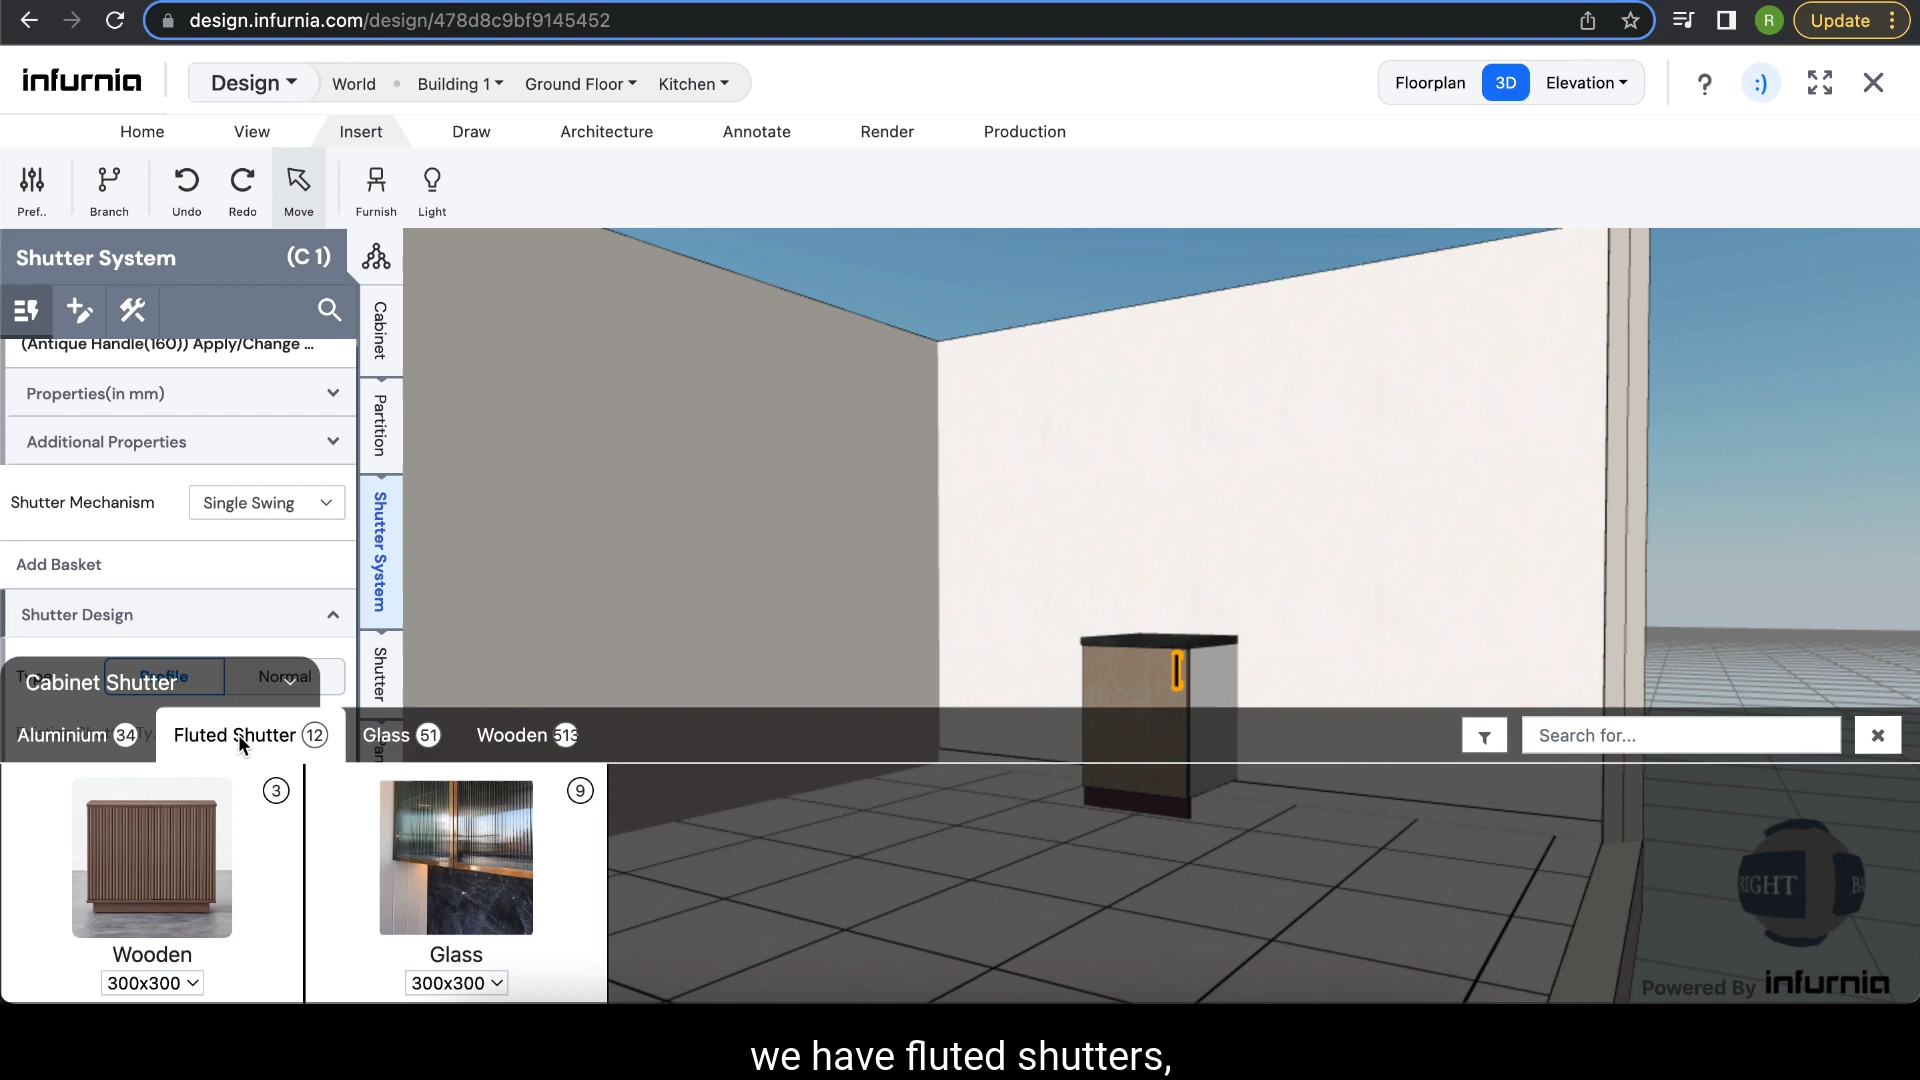 design.infurnia.com/design/478d8c9bf9145452
R
Update
infurnia
Design
World
Building 1
Ground Floor
Kitchen
Floorplan
3D
Elevation
?
:)
Home
View
Insert
Draw
Architecture
Annotate
Render
Production
Pref..
Branch
Undo
Redo
Move
Furnish
Light
Shutter System
(C 1)
(Antique Handle(160)) Apply/Change ...
Properties(in mm)
Additional Properties
Shutter Mechanism
Single Swing
Add Basket
Shutter Design
Profile
Normal
Cabinet
Partition
Shutter System
Shutter
Cabinet Shutter
Aluminium 34
Fluted Shutter 12
Glass 51
Wooden 513
Search for...
3
Wooden
300x300
9
Glass
300x300
RIGHT
BA
Powered By infurnia
we have fluted shutters,